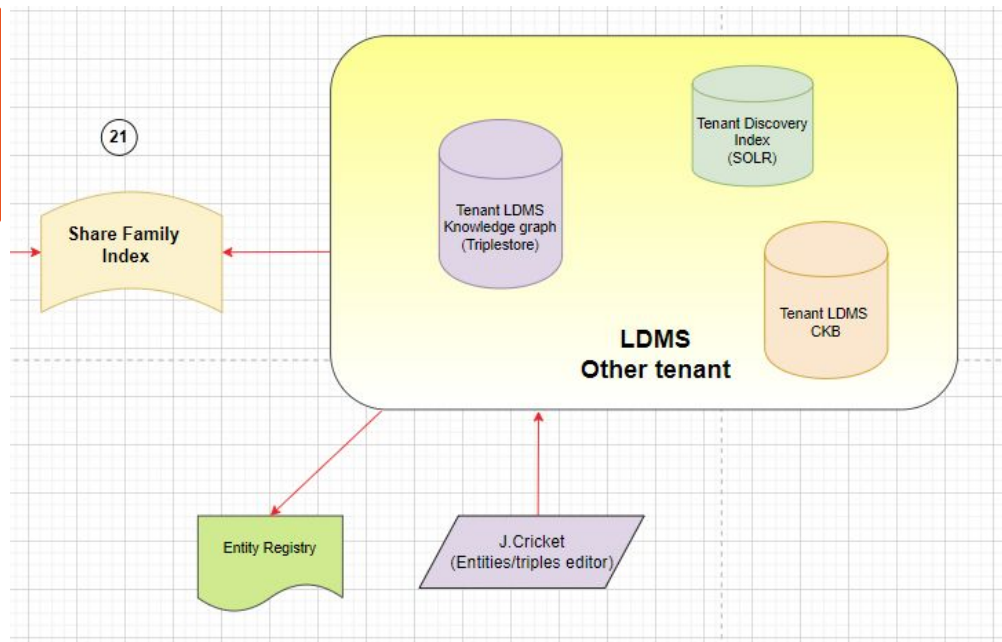 21
Share Family
Index
Tenant LDMS
Knowledge graph
(Triplestore)
Tenant Discovery
Index
(SOLR)
Tenant LDMS
CKB
LDMS
Other tenant
Entity Registry
J.Cricket
(Entities/triples editor)